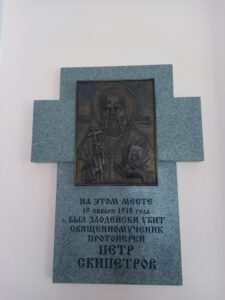 НА ЭТОМ МЕСТЕ
19 января 1918 года
БЫЛ ЗЛОДЕЙСКИ УБИТ
СВЯЩЕННОМУЧЕНИК
ПРОТОИЕРЕЙ
ПЕТР
СКИПЕТРОВ